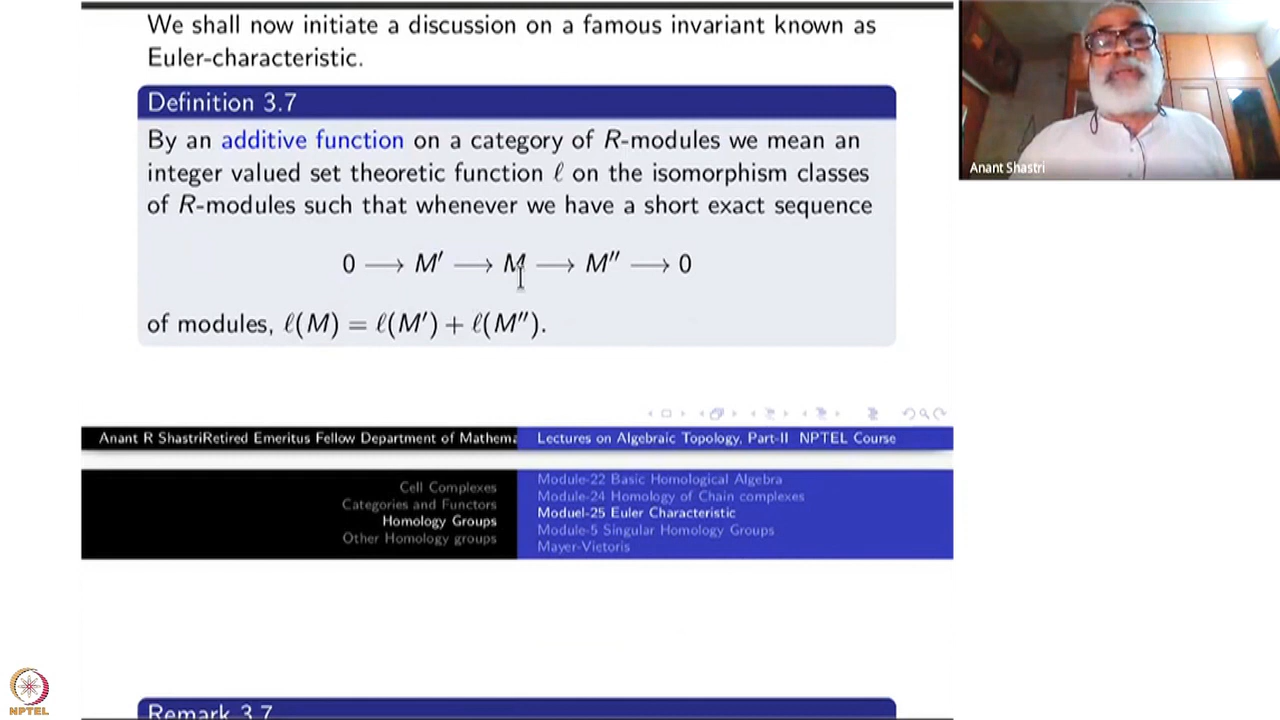 We shall now initiate a discussion on a famous invariant known as
Euler-characteristic.
Definition 3.7
By an additive function on a category of R-modules we mean an
integer valued set theoretic function ℓ on the isomorphism classes
of R-modules such that whenever we have a short exact sequence
0 ⟶ M′ ⟶ M ⟶ M″ ⟶ 0
of modules, ℓ(M) = ℓ(M′) + ℓ(M″).
Anant Shastri
Anant R ShastriRetired Emeritus Fellow Department of Mathema
Lectures on Algebraic Topology, Part-II NPTEL Course
Cell Complexes
Categories and Functors
Homology Groups
Other Homology groups
Module-22 Basic Homological Algebra
Module-24 Homology of Chain complexes
Moduel-25 Euler Characteristic
Module-5 Singular Homology Groups
Mayer-Vietoris
Remark 3.7
NPTEL